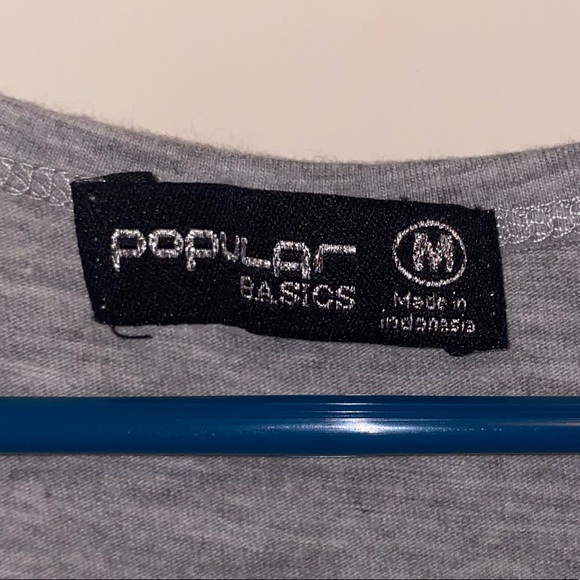 popular
BASiCS
M
Made in
indonesia